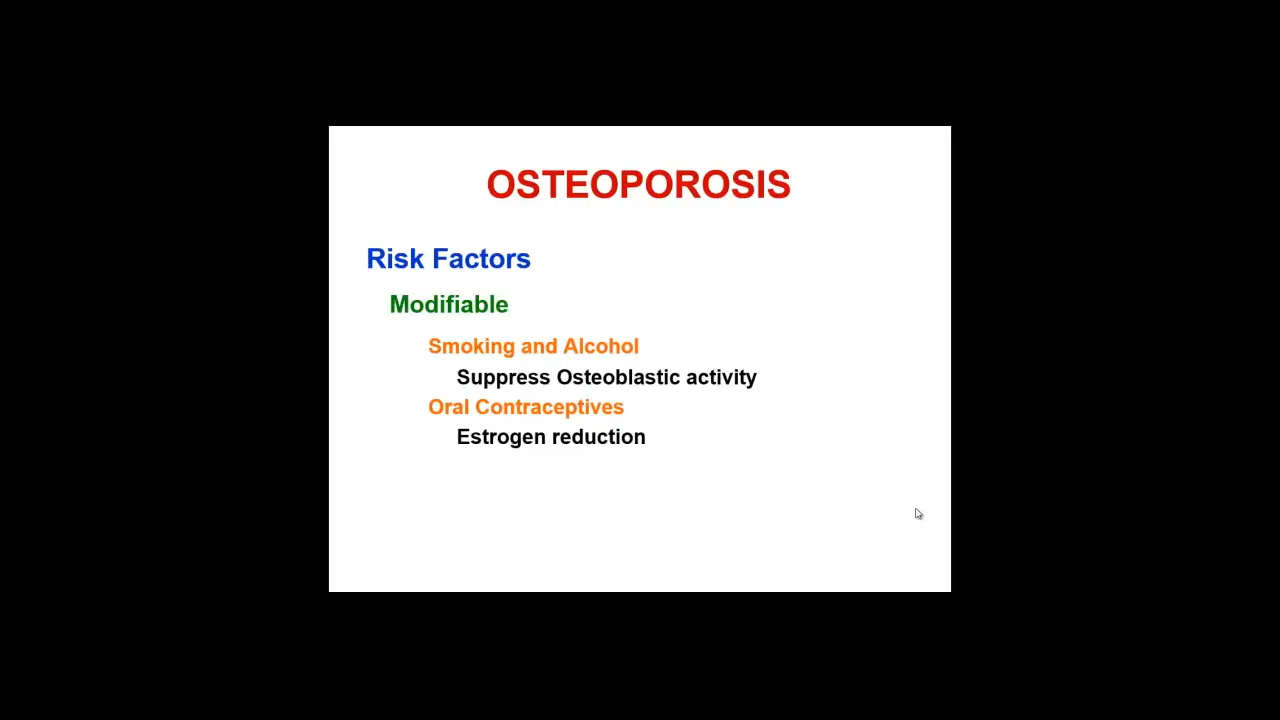 OSTEOPOROSIS
Risk Factors
Modifiable
Smoking and Alcohol
Suppress Osteoblastic activity
Oral Contraceptives
Estrogen reduction